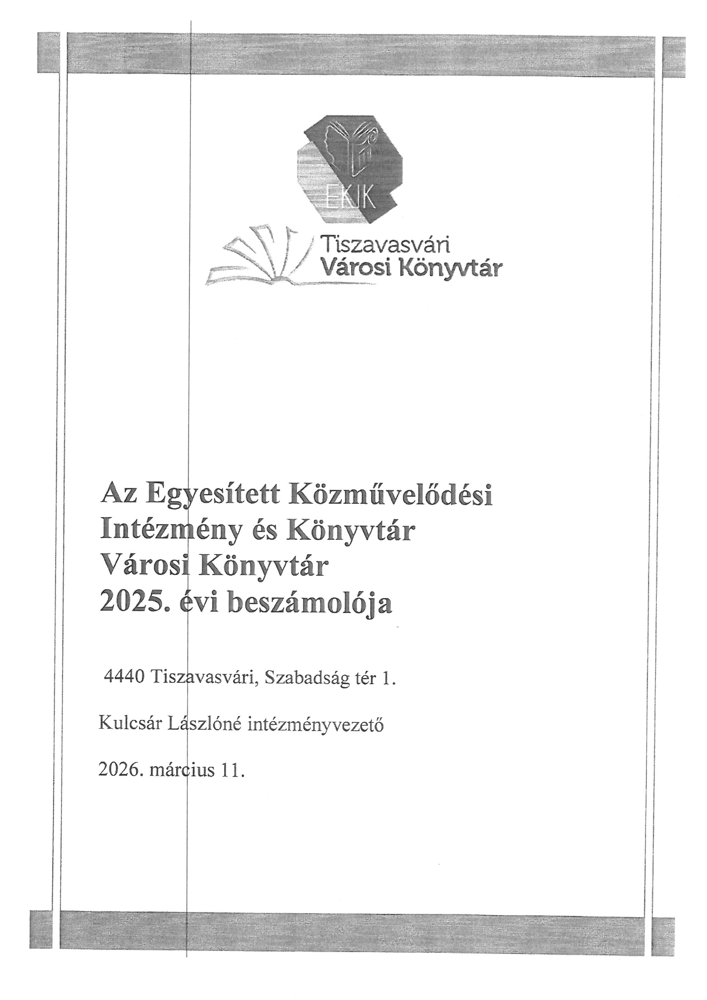 EKIK
Tiszavasvári
Városi Könyvtár
Az Egyesített Közművelődési
Intézmény és Könyvtár
Városi Könyvtár
2025. évi beszámolója
4440 Tiszavasvári, Szabadság tér 1.
Kulcsár Lászlóné intézményvezető
2026. március 11.